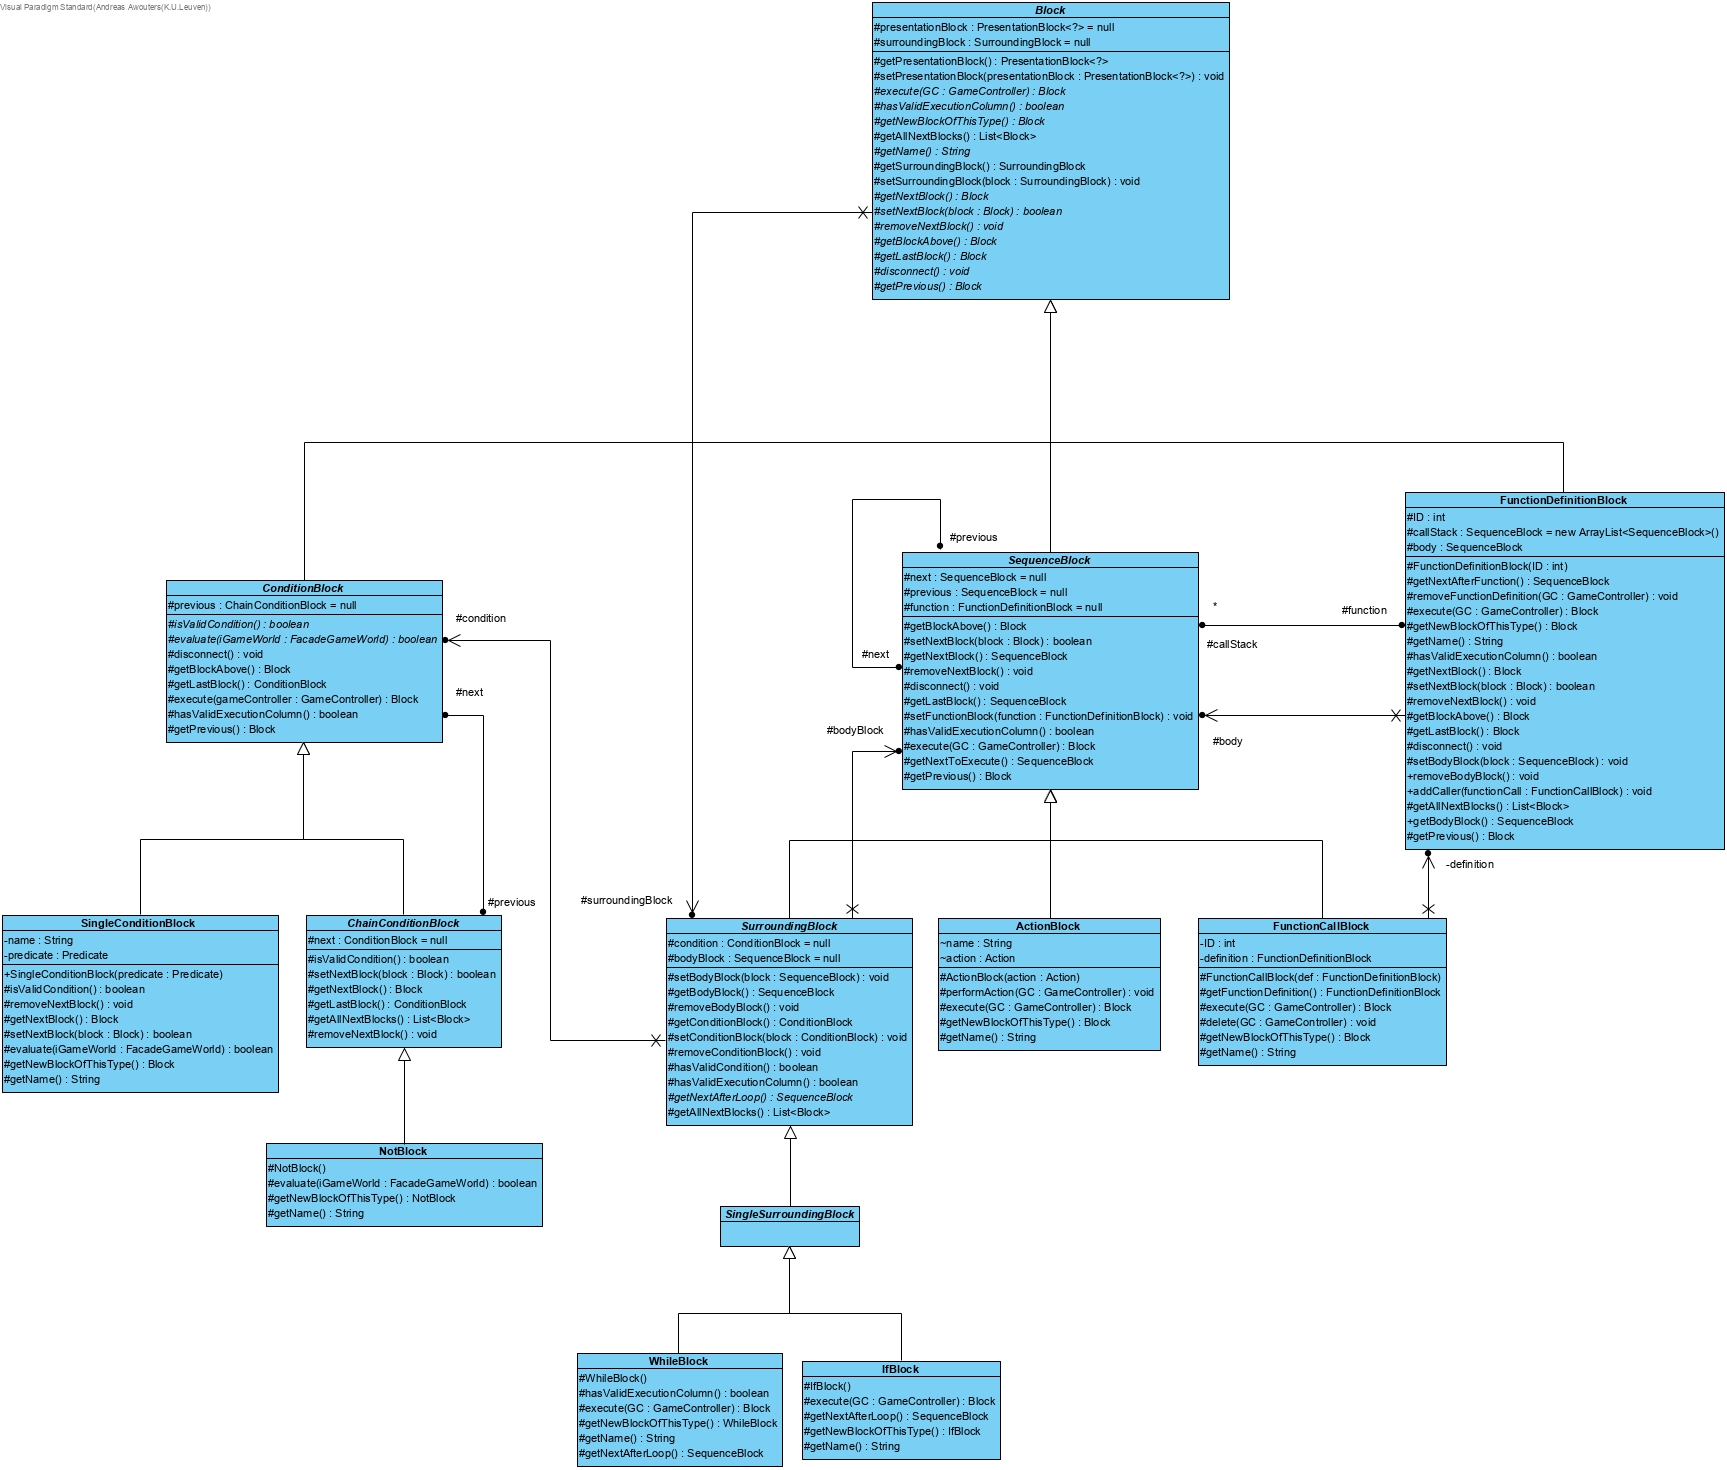 Visual Paradigm Standard(Andreas Awouters(K.U.Leuven))
Block
#presentationBlock : PresentationBlock<?> = null
#surroundingBlock : SurroundingBlock = null
#getPresentationBlock() : PresentationBlock<?>
#setPresentationBlock(presentationBlock : PresentationBlock<?>) : void
#execute(GC : GameController) : Block
#hasValidExecutionColumn() : boolean
#getNewBlockOfThisType() : Block
#getAllNextBlocks() : List<Block>
#getName() : String
#getSurroundingBlock() : SurroundingBlock
#setSurroundingBlock(block : SurroundingBlock) : void
#getNextBlock() : Block
#setNextBlock(block : Block) : boolean
#removeNextBlock() : void
#getBlockAbove() : Block
#getLastBlock() : Block
#disconnect() : void
#getPrevious() : Block
ConditionBlock
#previous : ChainConditionBlock = null
#isValidCondition() : boolean
#evaluate(iGameWorld : FacadeGameWorld) : boolean
#disconnect() : void
#getBlockAbove() : Block
#getLastBlock() : ConditionBlock
#execute(gameController : GameController) : Block
#hasValidExecutionColumn() : boolean
#getPrevious() : Block
#condition
#next
#previous
#previous
#next
#bodyBlock
#surroundingBlock
SequenceBlock
#next : SequenceBlock = null
#previous : SequenceBlock = null
#function : FunctionDefinitionBlock = null
#getBlockAbove() : Block
#setNextBlock(block : Block) : boolean
#getNextBlock() : SequenceBlock
#removeNextBlock() : void
#disconnect() : void
#getLastBlock() : SequenceBlock
#setFunctionBlock(function : FunctionDefinitionBlock) : void
#hasValidExecutionColumn() : boolean
#execute(GC : GameController) : Block
#getNextToExecute() : SequenceBlock
#getPrevious() : Block
*
#function
#callStack
#body
FunctionDefinitionBlock
#ID : int
#callStack : SequenceBlock = new ArrayList<SequenceBlock>()
#body : SequenceBlock
#FunctionDefinitionBlock(ID : int)
#getNextAfterFunction() : SequenceBlock
#removeFunctionDefinition(GC : GameController) : void
#execute(GC : GameController) : Block
#getNewBlockOfThisType() : Block
#getName() : String
#hasValidExecutionColumn() : boolean
#getNextBlock() : Block
#setNextBlock(block : Block) : boolean
#removeNextBlock() : void
#getBlockAbove() : Block
#getLastBlock() : Block
#disconnect() : void
#setBodyBlock(block : SequenceBlock) : void
+removeBodyBlock() : void
+addCaller(functionCall : FunctionCallBlock) : void
#getAllNextBlocks() : List<Block>
+getBodyBlock() : SequenceBlock
#getPrevious() : Block
-definition
SingleConditionBlock
-name : String
-predicate : Predicate
+SingleConditionBlock(predicate : Predicate)
#isValidCondition() : boolean
#removeNextBlock() : void
#getNextBlock() : Block
#setNextBlock(block : Block) : boolean
#evaluate(iGameWorld : FacadeGameWorld) : boolean
#getNewBlockOfThisType() : Block
#getName() : String
ChainConditionBlock
#next : ConditionBlock = null
#isValidCondition() : boolean
#setNextBlock(block : Block) : boolean
#getNextBlock() : Block
#getLastBlock() : ConditionBlock
#getAllNextBlocks() : List<Block>
#removeNextBlock() : void
SurroundingBlock
#condition : ConditionBlock = null
#bodyBlock : SequenceBlock = null
#setBodyBlock(block : SequenceBlock) : void
#getBodyBlock() : SequenceBlock
#removeBodyBlock() : void
#getConditionBlock() : ConditionBlock
#setConditionBlock(block : ConditionBlock) : void
#removeConditionBlock() : void
#hasValidCondition() : boolean
#hasValidExecutionColumn() : boolean
#getNextAfterLoop() : SequenceBlock
#getAllNextBlocks() : List<Block>
ActionBlock
~name : String
~action : Action
#ActionBlock(action : Action)
#performAction(GC : GameController) : void
#execute(GC : GameController) : Block
#getNewBlockOfThisType() : Block
#getName() : String
FunctionCallBlock
-ID : int
-definition : FunctionDefinitionBlock
#FunctionCallBlock(def : FunctionDefinitionBlock)
#getFunctionDefinition() : FunctionDefinitionBlock
#execute(GC : GameController) : Block
#delete(GC : GameController) : void
#getNewBlockOfThisType() : Block
#getName() : String
NotBlock
#NotBlock()
#evaluate(iGameWorld : FacadeGameWorld) : boolean
#getNewBlockOfThisType() : NotBlock
#getName() : String
SingleSurroundingBlock
WhileBlock
#WhileBlock()
#hasValidExecutionColumn() : boolean
#execute(GC : GameController) : Block
#getNewBlockOfThisType() : WhileBlock
#getName() : String
#getNextAfterLoop() : SequenceBlock
IfBlock
#IfBlock()
#execute(GC : GameController) : Block
#getNextAfterLoop() : SequenceBlock
#getNewBlockOfThisType() : IfBlock
#getName() : String